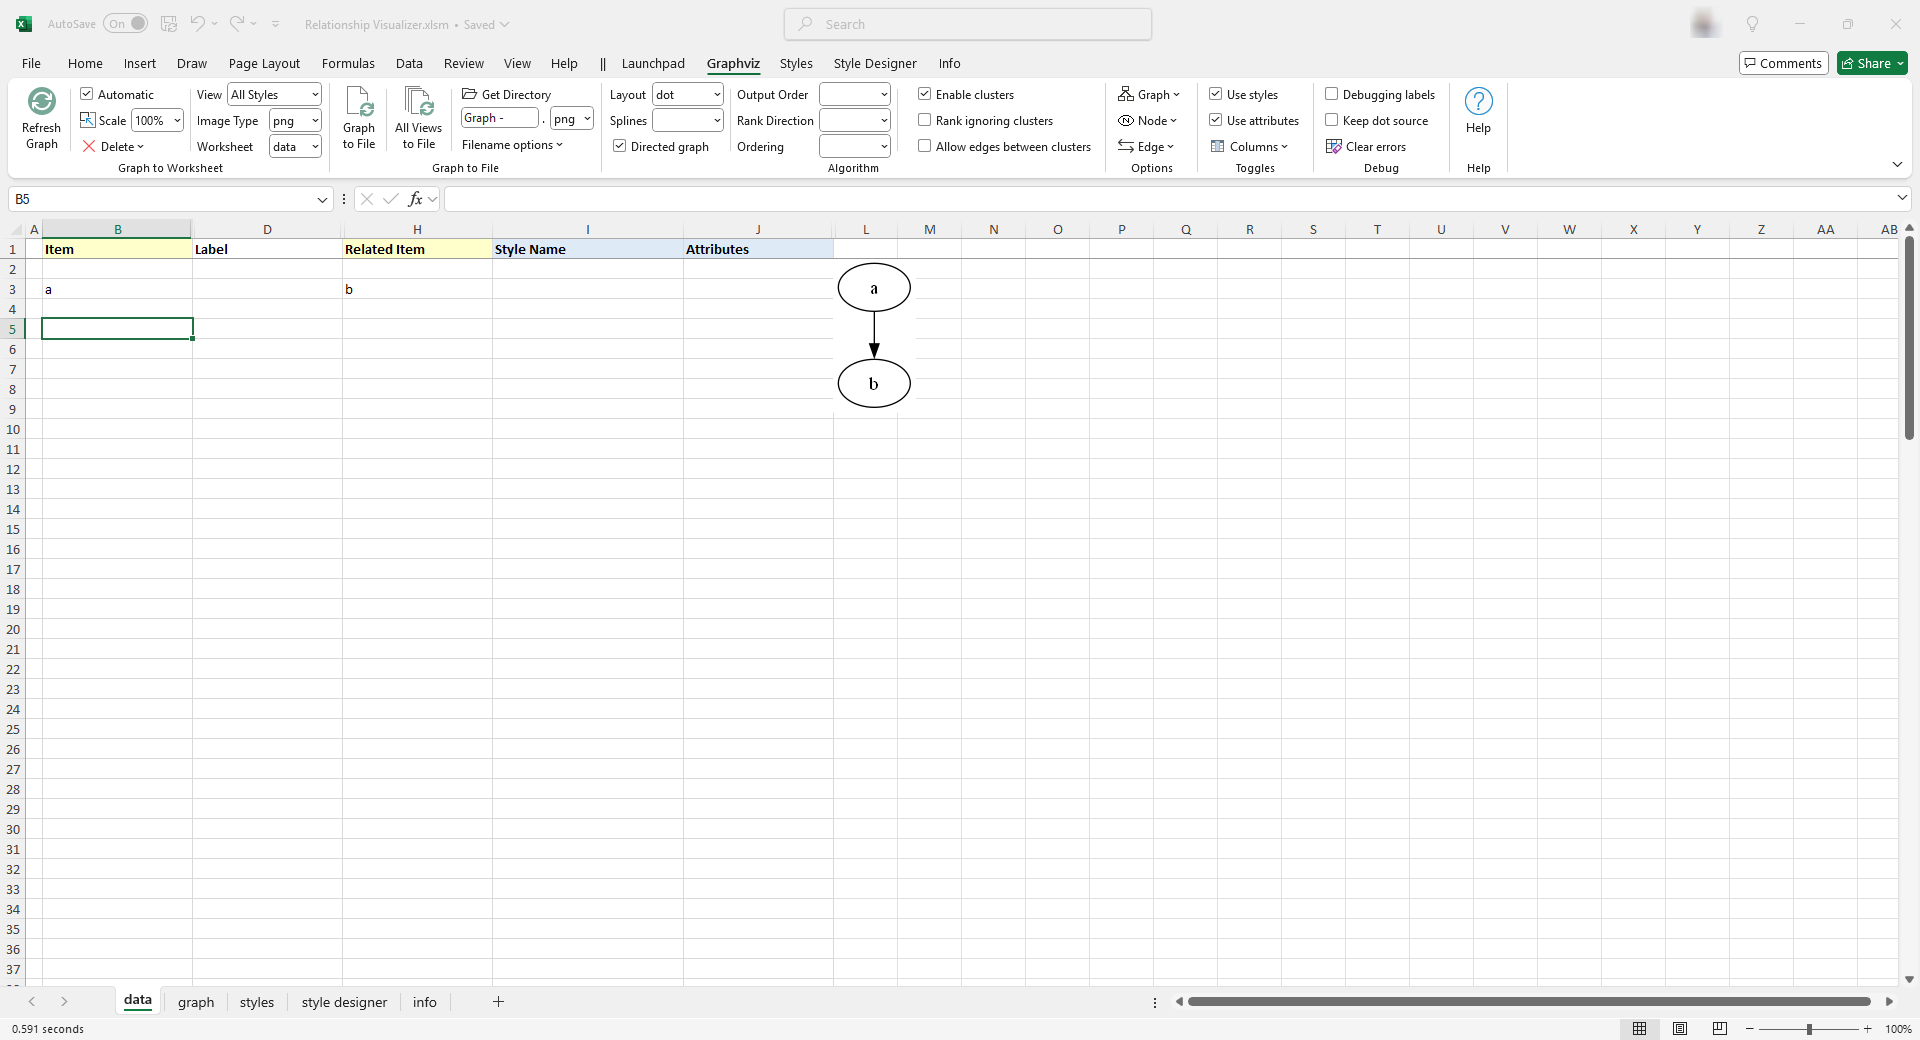 AutoSave On Relationship Visualizer.xlsm • Saved Search
File Home Insert Draw Page Layout Formulas Data Review View Help || Launchpad Graphviz Styles Style Designer Info Comments Share
Refresh Graph
Automatic
Scale 100%
Delete
View All Styles
Image Type png
Worksheet data
Graph to Worksheet
Graph to File
All Views to File
Get Directory
Graph - . png
Filename options
Graph to File
Layout dot
Splines
Directed graph
Output Order
Rank Direction
Ordering
Enable clusters
Rank ignoring clusters
Allow edges between clusters
Algorithm
Graph
Node
Edge
Options
Use styles
Use attributes
Columns
Toggles
Debugging labels
Keep dot source
Clear errors
Debug
?
Help
Help
B5 fx
A B D H I J L M N O P Q R S T U V W X Y Z AA AB
1 Item Label Related Item Style Name Attributes
2
3 a b
4
5
6
7
8
9
10
11
12
13
14
15
16
17
18
19
20
21
22
23
24
25
26
27
28
29
30
31
32
33
34
35
36
37
a
b
data graph styles style designer info +
0.591 seconds 100%